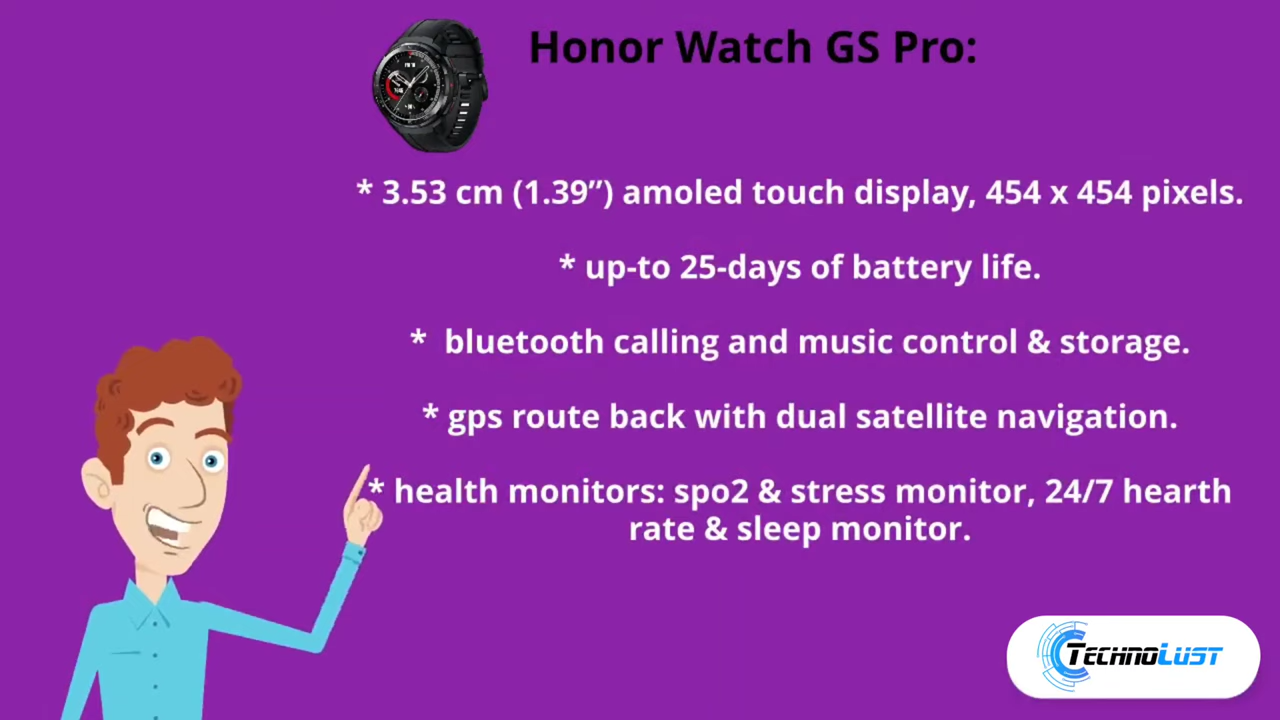 Honor Watch GS Pro:
* 3.53 cm (1.39”) amoled touch display, 454 x 454 pixels.
* up-to 25-days of battery life.
* bluetooth calling and music control & storage.
* gps route back with dual satellite navigation.
* health monitors: spo2 & stress monitor, 24/7 hearth
rate & sleep monitor.
TECHNOLUST